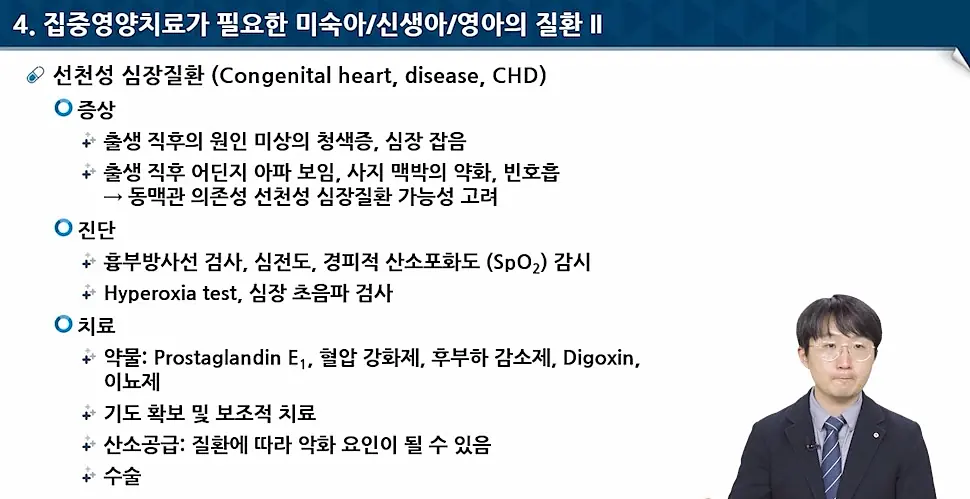 4. 집중영양치료가 필요한 미숙아/신생아/영아의 질환 II
선천성 심장질환 (Congenital heart, disease, CHD)
증상
출생 직후의 원인 미상의 청색증, 심장 잡음
출생 직후 어딘지 아파 보임, 사지 맥박의 약화, 빈호흡
→ 동맥관 의존성 선천성 심장질환 가능성 고려
진단
흉부방사선 검사, 심전도, 경피적 산소포화도 (SpO₂) 감시
Hyperoxia test, 심장 초음파 검사
치료
약물: Prostaglandin E₁, 혈압 강화제, 후부하 감소제, Digoxin,
이뇨제
기도 확보 및 보조적 치료
산소공급: 질환에 따라 악화 요인이 될 수 있음
수술